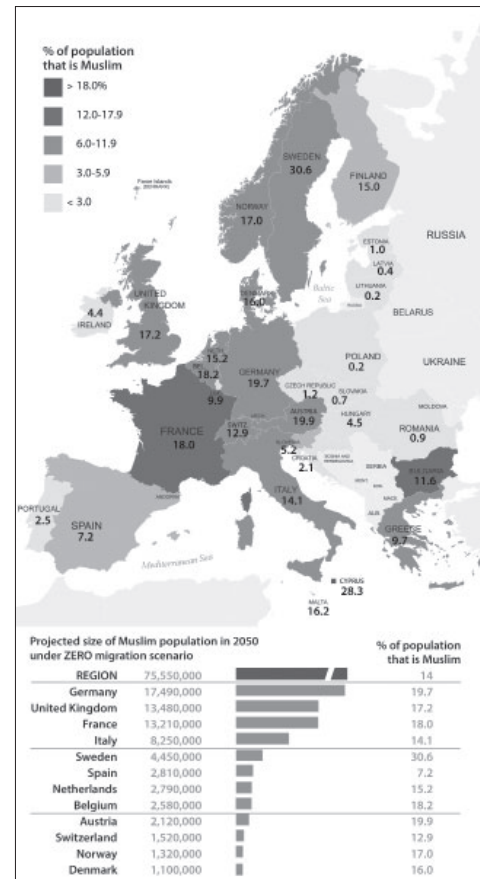 % of population
that is Muslim
> 18.0%
12.0-17.9
6.0-11.9
3.0-5.9
< 3.0
SWEDEN
30.6
FINLAND
15.0
NORWAY
17.0
RUSSIA
ESTONIA
1.0
LATVIA
0.4
LITHUANIA
0.2
Baltic
Sea
BELARUS
DENMARK
16.0
UNITED
KINGDOM
17.2
4.4
IRELAND
NETH.
15.2
BEL.
18.2
GERMANY
19.7
POLAND
0.2
UKRAINE
9.9
CZECH REPUBLIC
1.2
SLOVAKIA
0.7
FRANCE
18.0
SWITZ.
12.9
AUSTRIA
19.9
HUNGARY
4.5
MOLDOVA
ROMANIA
0.9
SLOVENIA
5.2
CROATIA
2.1
SERBIA
BULGARIA
11.6
ITALY
14.1
PORTUGAL
2.5
SPAIN
7.2
GREECE
9.7
Mediterranean Sea
CYPRUS
28.3
MALTA
16.2
Projected size of Muslim population in 2050
under ZERO migration scenario
% of population
that is Muslim
REGION 75,550,000 14
Germany 17,490,000 19.7
United Kingdom 13,480,000 17.2
France 13,210,000 18.0
Italy 8,250,000 14.1
Sweden 4,450,000 30.6
Spain 2,810,000 7.2
Netherlands 2,790,000 15.2
Belgium 2,580,000 18.2
Austria 2,120,000 19.9
Switzerland 1,520,000 12.9
Norway 1,320,000 17.0
Denmark 1,100,000 16.0